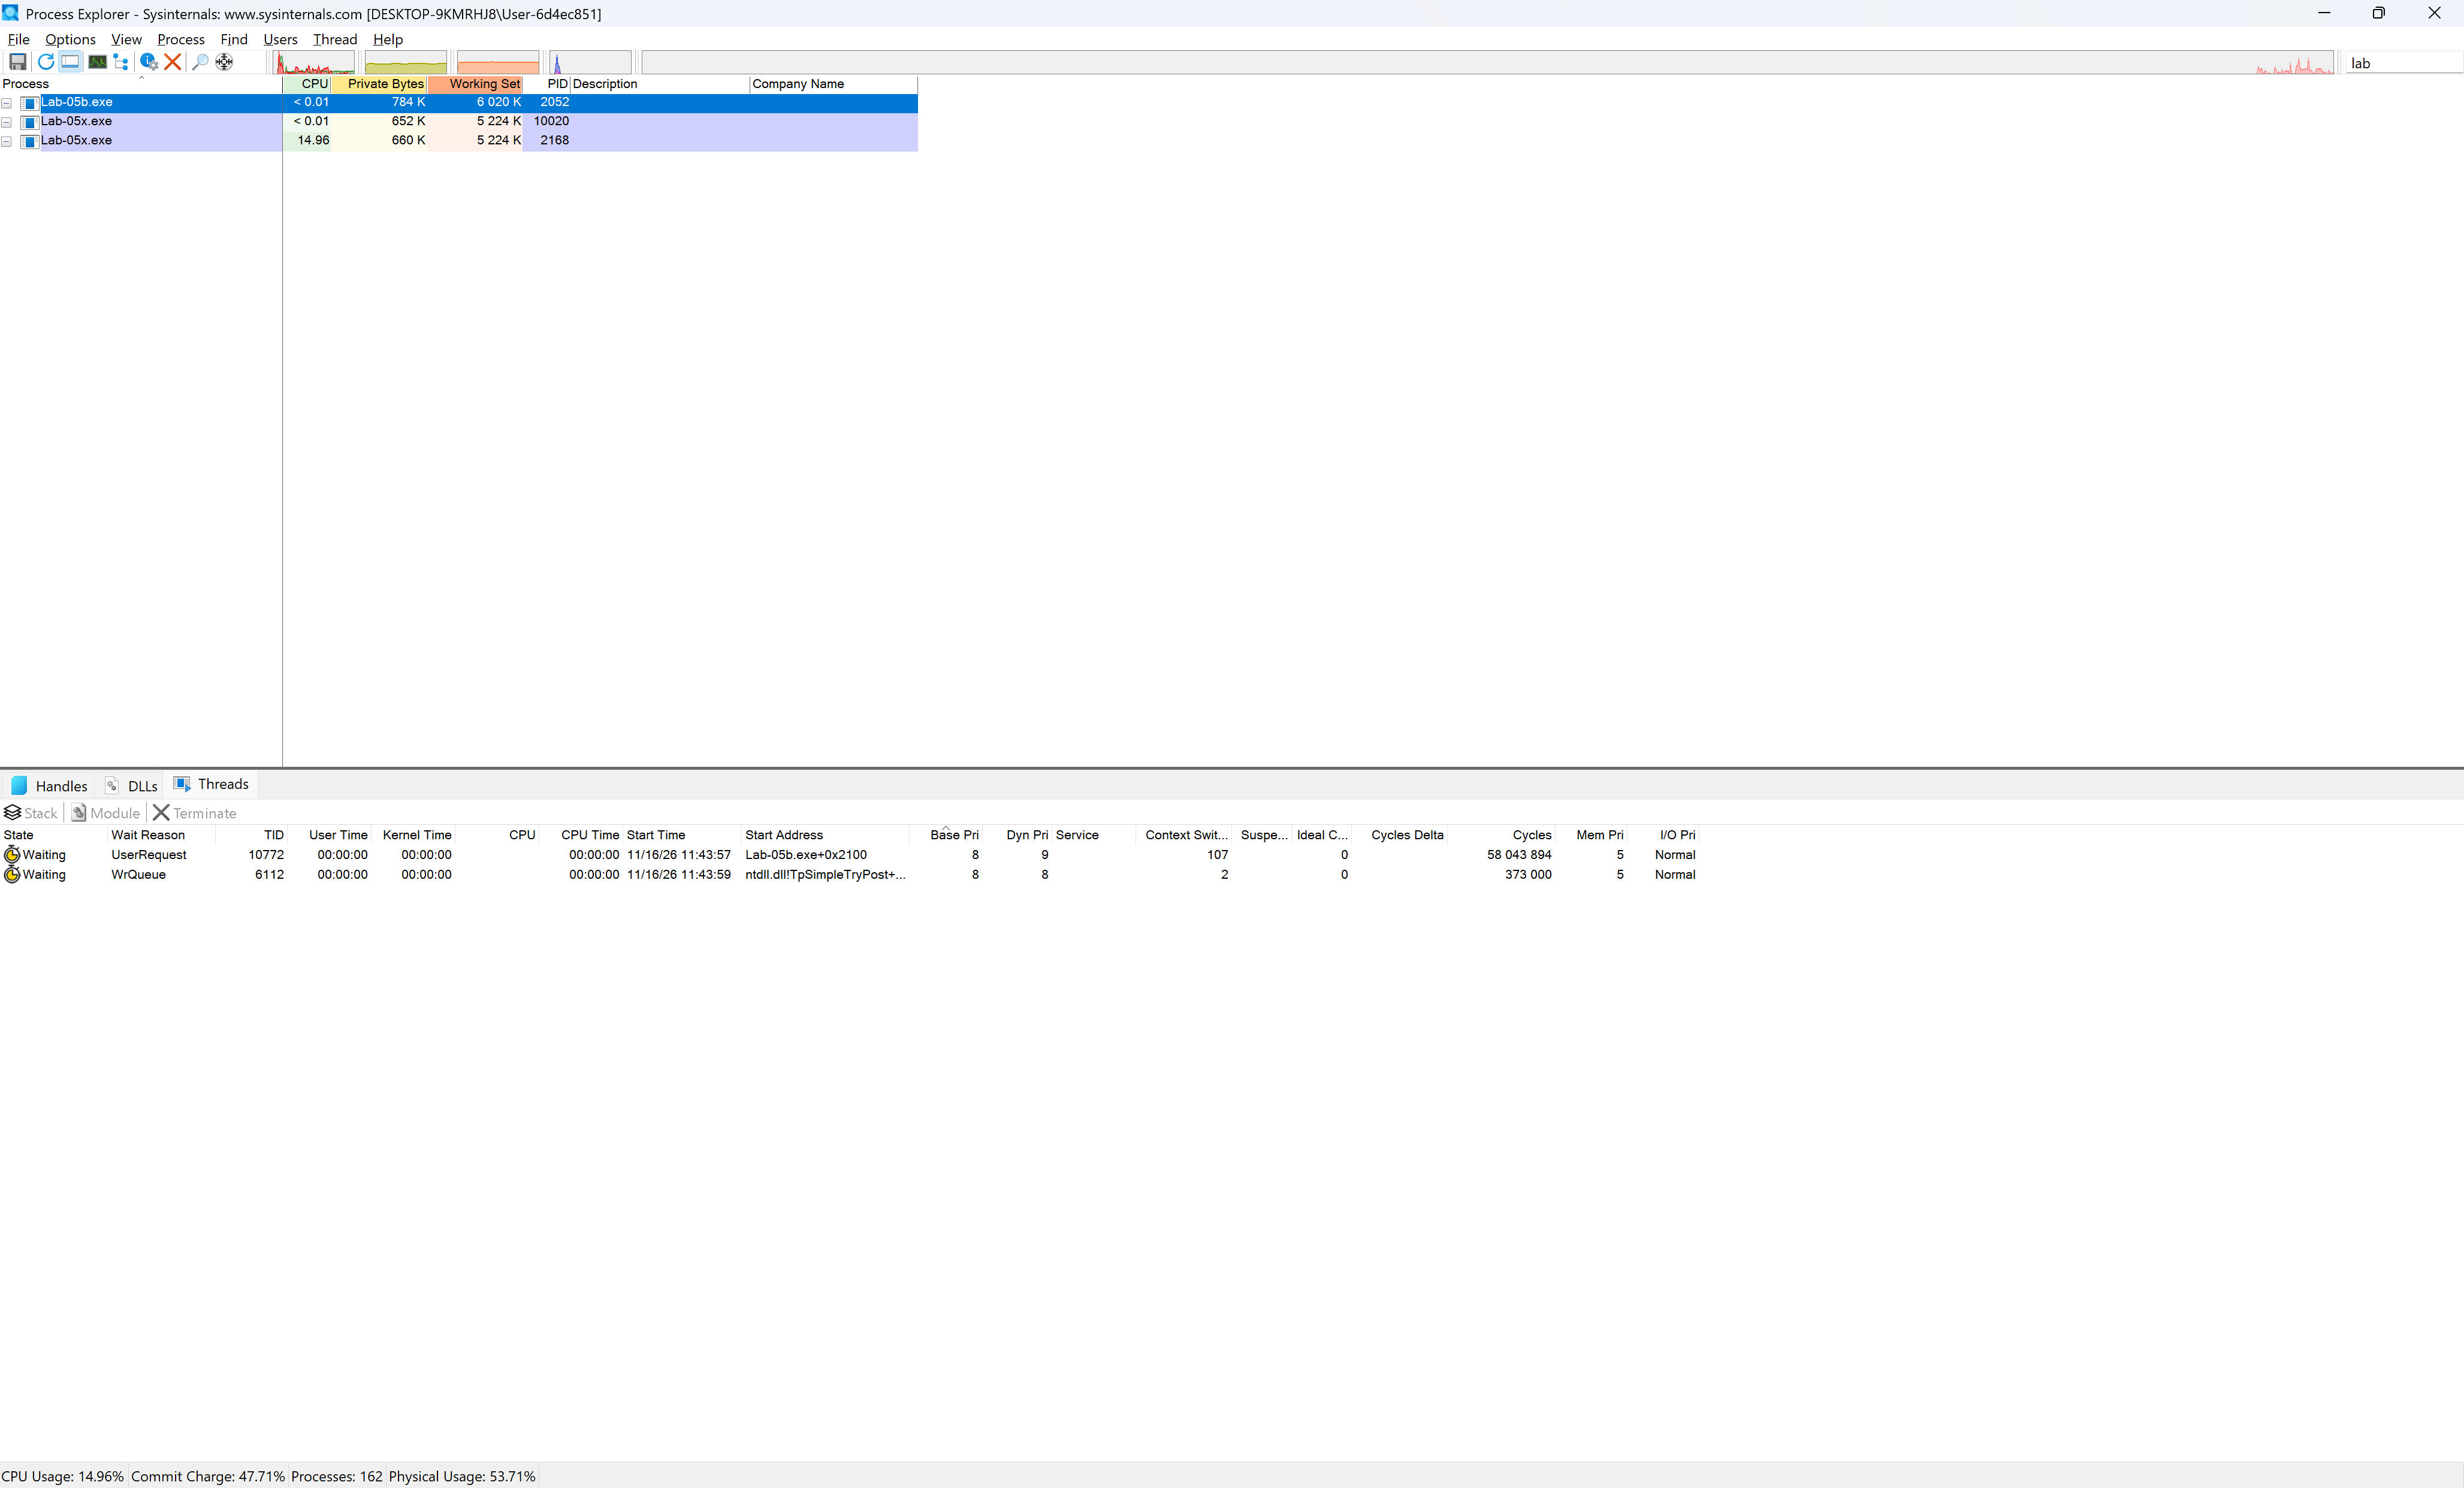 Process Explorer - Sysinternals: www.sysinternals.com [DESKTOP-9KMRHJ8\User-6d4ec851]
File Options View Process Find Users Thread Help
lab
Process CPU Private Bytes Working Set PID Description Company Name
Lab-05b.exe < 0.01 784 K 6 020 K 2052
Lab-05x.exe < 0.01 652 K 5 224 K 10020
Lab-05x.exe 14.96 660 K 5 224 K 2168
Handles DLLs Threads
Stack Module Terminate
State Wait Reason TID User Time Kernel Time CPU CPU Time Start Time Start Address Base Pri Dyn Pri Service Context Swit... Suspe... Ideal C... Cycles Delta Cycles Mem Pri I/O Pri
Waiting UserRequest 10772 00:00:00 00:00:00 00:00:00 11/16/26 11:43:57 Lab-05b.exe+0x2100 8 9 107 0 58 043 894 5 Normal
Waiting WrQueue 6112 00:00:00 00:00:00 00:00:00 11/16/26 11:43:59 ntdll.dll!TpSimpleTryPost+... 8 8 2 0 373 000 5 Normal
CPU Usage: 14.96% Commit Charge: 47.71% Processes: 162 Physical Usage: 53.71%